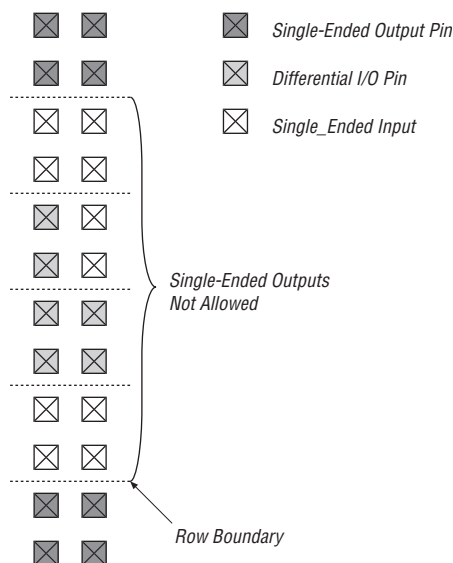 Single-Ended Output Pin
Differential I/O Pin
Single_Ended Input
Single-Ended Outputs
Not Allowed
Row Boundary